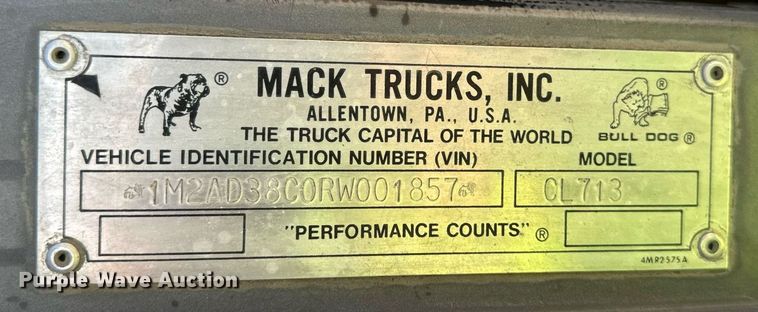 MACK TRUCKS, INC.
ALLENTOWN, PA., U.S.A.
THE TRUCK CAPITAL OF THE WORLD
®
BULL DOG ®
VEHICLE IDENTIFICATION NUMBER (VIN) MODEL
1M2AD38C0RW001857 CL713
"PERFORMANCE COUNTS" ®
4MR2575A
Purple Wave Auction